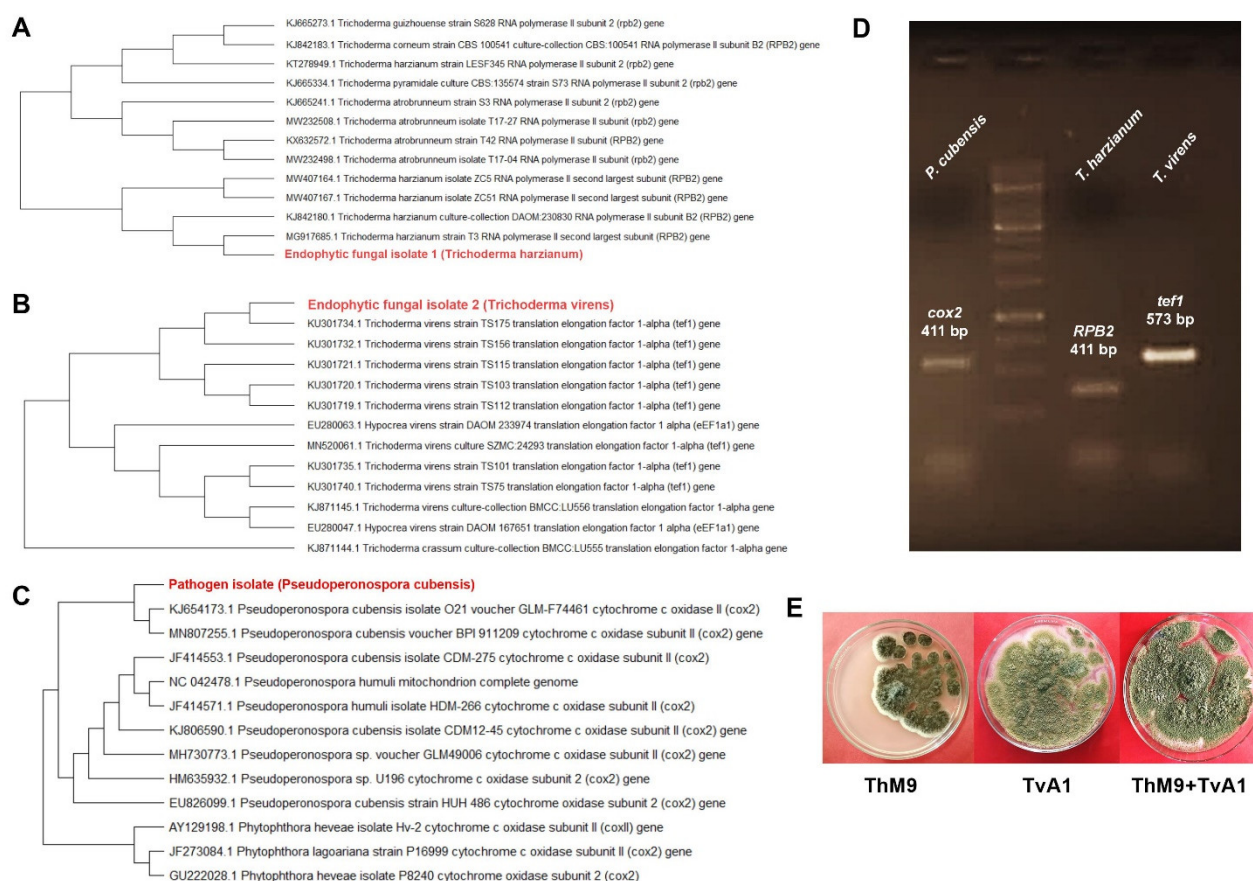 A
KJ665273.1 Trichoderma guizhouense strain S628 RNA polymerase II subunit 2 (rpb2) gene
KJ842183.1 Trichoderma corneum strain CBS 100541 culture-collection CBS:100541 RNA polymerase II subunit B2 (RPB2) gene
KT278949.1 Trichoderma harzianum strain LESF345 RNA polymerase II subunit 2 (rpb2) gene
KJ665334.1 Trichoderma pyramidale culture CBS:135574 strain S73 RNA polymerase II subunit 2 (rpb2) gene
KJ665241.1 Trichoderma atrobrunneum strain S3 RNA polymerase II subunit 2 (rpb2) gene
MW232508.1 Trichoderma atrobrunneum isolate T17-27 RNA polymerase II subunit (rpb2) gene
KX632572.1 Trichoderma atrobrunneum strain T42 RNA polymerase II subunit (RPB2) gene
MW232498.1 Trichoderma atrobrunneum isolate T17-04 RNA polymerase II subunit (rpb2) gene
MW407164.1 Trichoderma harzianum isolate ZC5 RNA polymerase II second largest subunit (RPB2) gene
MW407167.1 Trichoderma harzianum isolate ZC51 RNA polymerase II second largest subunit (RPB2) gene
KJ842180.1 Trichoderma harzianum culture-collection DAOM:230830 RNA polymerase II subunit B2 (RPB2) gene
MG917685.1 Trichoderma harzianum strain T3 RNA polymerase II second largest subunit (RPB2) gene
Endophytic fungal isolate 1 (Trichoderma harzianum)
B
Endophytic fungal isolate 2 (Trichoderma virens)
KU301734.1 Trichoderma virens strain TS175 translation elongation factor 1-alpha (tef1) gene
KU301732.1 Trichoderma virens strain TS156 translation elongation factor 1-alpha (tef1) gene
KU301721.1 Trichoderma virens strain TS115 translation elongation factor 1-alpha (tef1) gene
KU301720.1 Trichoderma virens strain TS103 translation elongation factor 1-alpha (tef1) gene
KU301719.1 Trichoderma virens strain TS112 translation elongation factor 1-alpha (tef1) gene
EU280063.1 Hypocrea virens strain DAOM 233974 translation elongation factor 1 alpha (eEF1a1) gene
MN520061.1 Trichoderma virens culture SZMC:24293 translation elongation factor 1-alpha (tef1) gene
KU301735.1 Trichoderma virens strain TS101 translation elongation factor 1-alpha (tef1) gene
KU301740.1 Trichoderma virens strain TS75 translation elongation factor 1-alpha (tef1) gene
KJ871145.1 Trichoderma virens culture-collection BMCC:LU556 translation elongation factor 1-alpha gene
EU280047.1 Hypocrea virens strain DAOM 167651 translation elongation factor 1 alpha (eEF1a1) gene
KJ871144.1 Trichoderma crassum culture-collection BMCC:LU555 translation elongation factor 1-alpha gene
C
Pathogen isolate (Pseudoperonospora cubensis)
KJ654173.1 Pseudoperonospora cubensis isolate O21 voucher GLM-F74461 cytochrome c oxidase II (cox2)
MN807255.1 Pseudoperonospora cubensis voucher BPI 911209 cytochrome c oxidase subunit II (cox2) gene
JF414553.1 Pseudoperonospora cubensis isolate CDM-275 cytochrome c oxidase subunit II (cox2)
NC 042478.1 Pseudoperonospora humuli mitochondrion complete genome
JF414571.1 Pseudoperonospora humuli isolate HDM-266 cytochrome c oxidase subunit II (cox2)
KJ806590.1 Pseudoperonospora cubensis isolate CDM12-45 cytochrome c oxidase subunit II (cox2) gene
MH730773.1 Pseudoperonospora sp. voucher GLM49006 cytochrome c oxidase subunit II (cox2) gene
HM635932.1 Pseudoperonospora sp. U196 cytochrome c oxidase subunit 2 (cox2) gene
EU826099.1 Pseudoperonospora cubensis strain HUH 486 cytochrome oxidase subunit 2 (cox2) gene
AY129198.1 Phytophthora heveae isolate Hv-2 cytochrome c oxidase subunit II (coxII) gene
JF273084.1 Phytophthora lagoariana strain P16999 cytochrome c oxidase subunit II (cox2) gene
GU222028.1 Phytophthora heveae isolate P8240 cytochrome oxidase subunit 2 (cox2)
D
P. cubensis
T. harzianum
T. virens
cox2
411 bp
RPB2
411 bp
tef1
573 bp
E
ThM9
TvA1
ThM9+TvA1